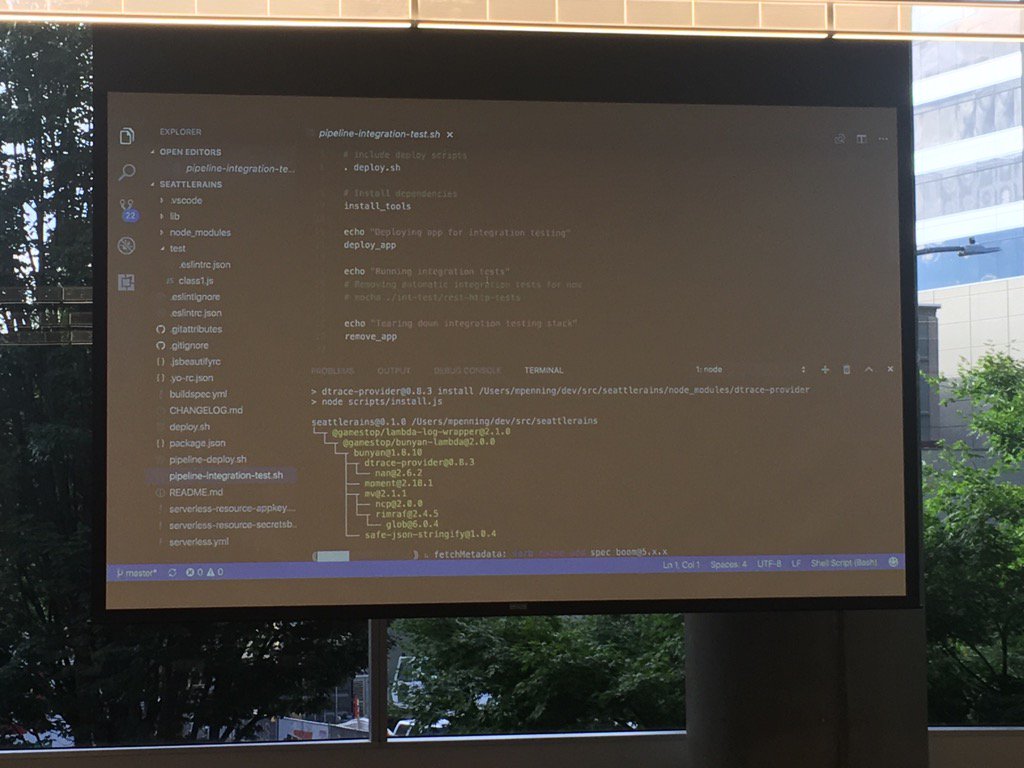 EXPLORER
OPEN EDITORS
pipeline-integration-te...
SEATTLERAINS
.vscode
lib
node_modules
test
.eslintrc.json
class1.js
.eslintignore
.eslintrc.json
.gitattributes
.gitignore
{ } .jsbeautifyrc
{ } .yo-rc.json
! buildspec.yml
CHANGELOG.md
deploy.sh
{ } package.json
pipeline-deploy.sh
pipeline-integration-test.sh
README.md
! serverless-resource-appkey....
! serverless-resource-secretsb...
! serverless.yml
22
pipeline-integration-test.sh ×
# include deploy scripts
. deploy.sh
# Install dependencies
install_tools
echo "Deploying app for integration testing"
deploy_app
echo "Running integration tests"
# Removing automatic integration tests for now
# mocha ./int-test/rest-http-tests
echo "Tearing down integration testing stack"
remove_app
PROBLEMS OUTPUT DEBUG CONSOLE TERMINAL 1: node
> dtrace-provider@0.8.3 install /Users/mpenning/dev/src/seattlerains/node_modules/dtrace-provider
> node scripts/install.js
seattlerains@0.1.0 /Users/mpenning/dev/src/seattlerains
@gamestop/lambda-log-wrapper@2.1.0
@gamestop/bunyan-lambda@2.0.0
bunyan@1.8.10
dtrace-provider@0.8.3
nan@2.6.2
moment@2.18.1
mv@2.1.1
ncp@2.0.0
rimraf@2.4.5
glob@6.0.4
safe-json-stringify@1.0.4
fetchMetadata: spec boom@5.x.x
master* 0 0 Ln 1, Col 1 Spaces: 4 UTF-8 LF Shell Script (Bash)